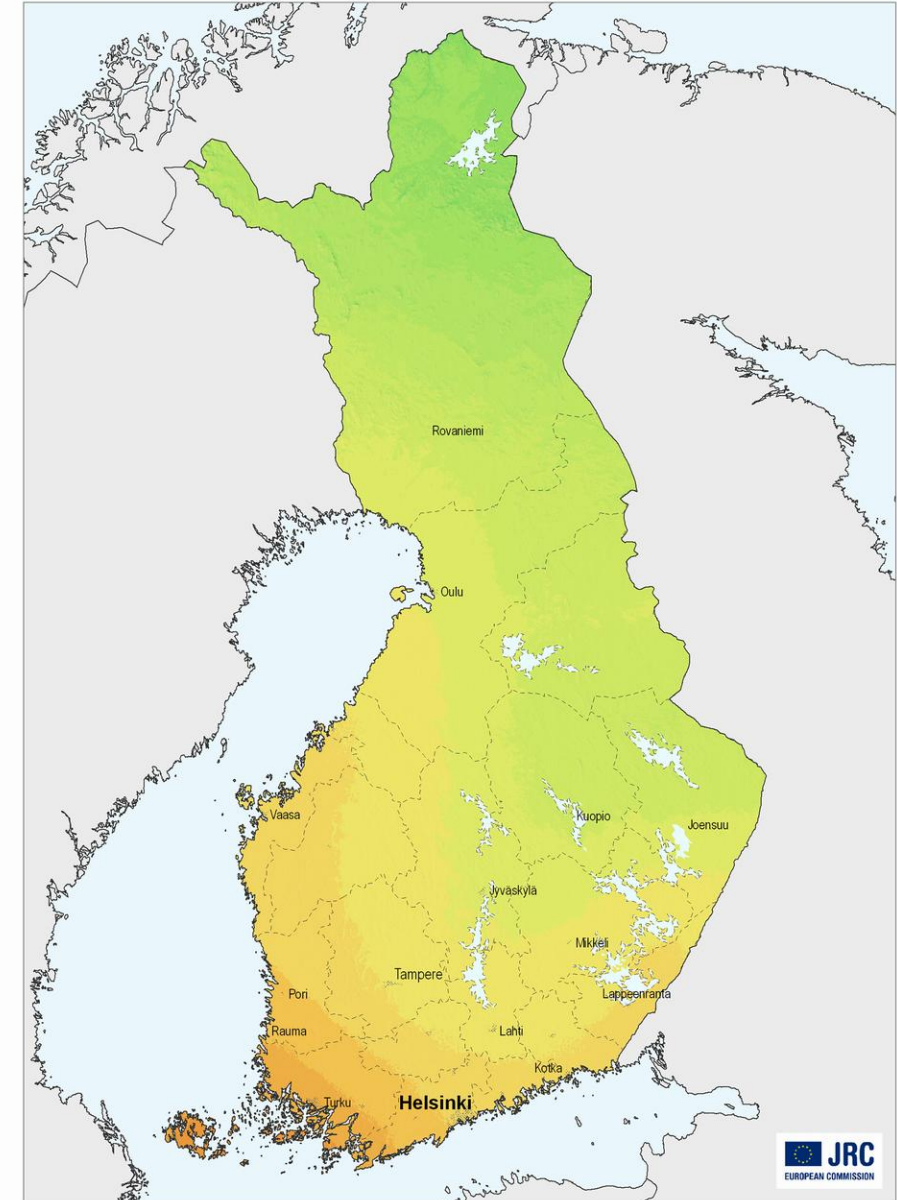 Rovaniemi
Oulu
Vaasa
Kuopio
Joensuu
Jyväskylä
Mikkeli
Tampere
Pori
Lappeenranta
Rauma
Lahti
Kotka
Turku
Helsinki
JRC
EUROPEAN COMMISSION